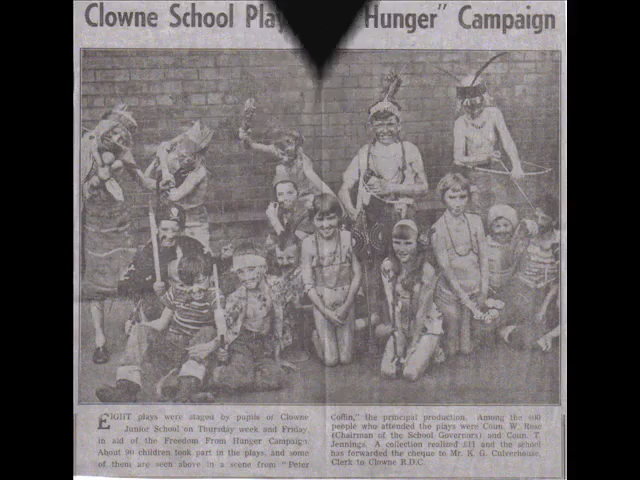 Clowne School Play Hunger" Campaign
EIGHT plays were staged by pupils of Clowne
Junior School on Thursday week and Friday
in aid of the Freedom From Hunger Campaign
About 90 children took part in the plays, and some
of them are seen above in a scene from "Peter
Coffin," the principal production. Among the 400
people who attended the plays were Coun. W. Rose
(Chairman of the School Governors) and Coun. T.
Jennings. A collection realised £31 and the school
has forwarded the cheque to Mr. K. G. Culverhouse,
Clerk to Clowne R.D.C.